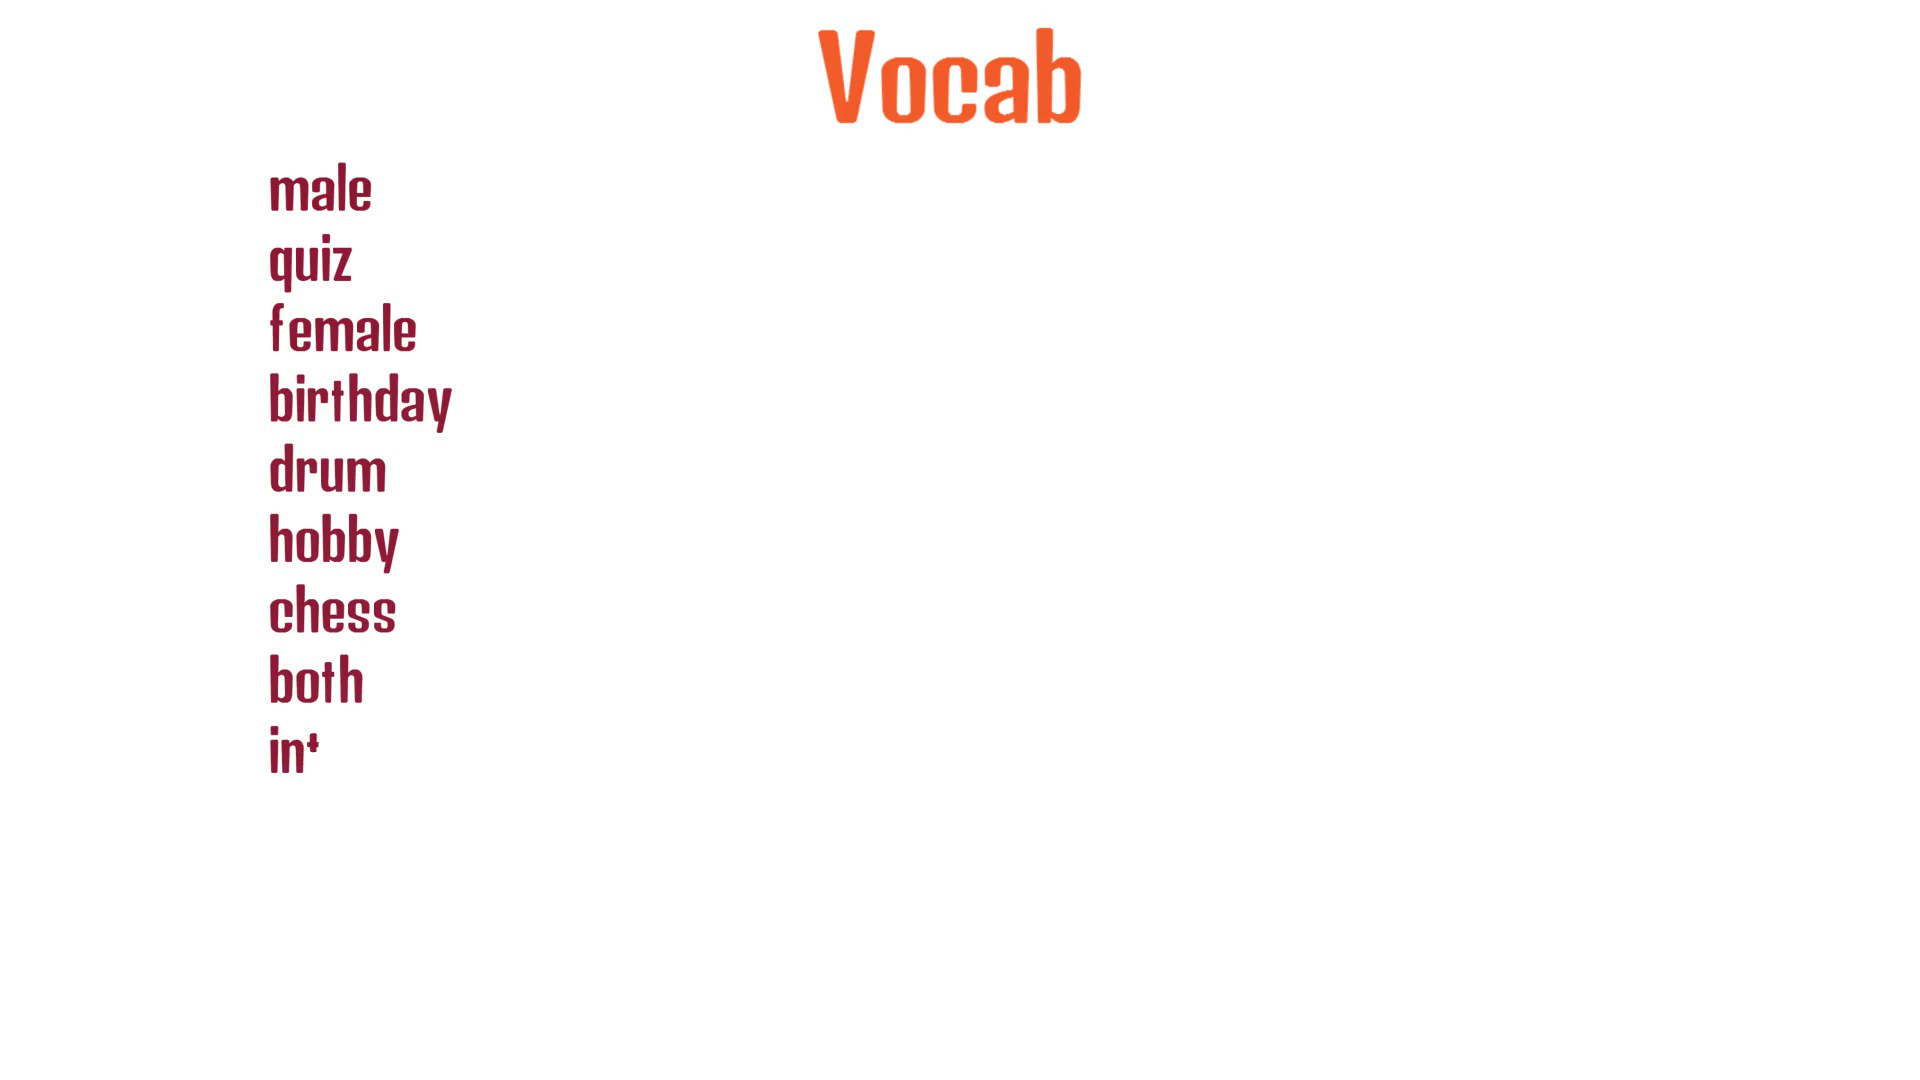 Vocab
male
quiz
female
birthday
drum
hobby
chess
both